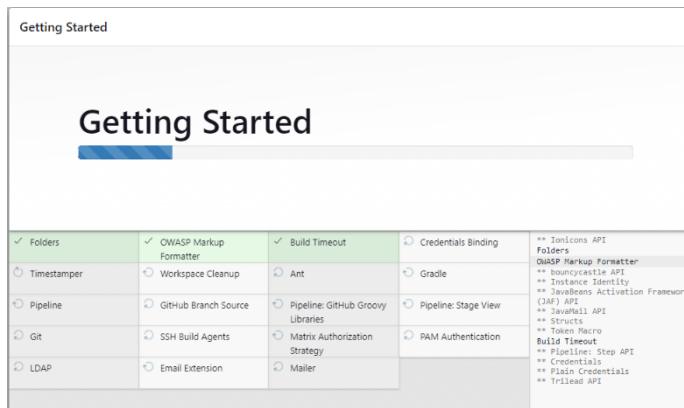 Getting Started
Getting Started
Folders
OWASP Markup
Formatter
Build Timeout
Credentials Binding
Timestamper
Workspace Cleanup
Ant
Gradle
Pipeline
GitHub Branch Source
Pipeline: GitHub Groovy
Libraries
Pipeline: Stage View
Git
SSH Build Agents
Matrix Authorization
Strategy
PAM Authentication
LDAP
Email Extension
Mailer
** Ionicons API
Folders
OWASP Markup Formatter
** bouncycastle API
** Instance Identity
** JavaBeans Activation Framewor
(JAF) API
** JavaMail API
** Structs
** Token Macro
Build Timeout
** Pipeline: Step API
** Credentials
** Plain Credentials
** Trilead API